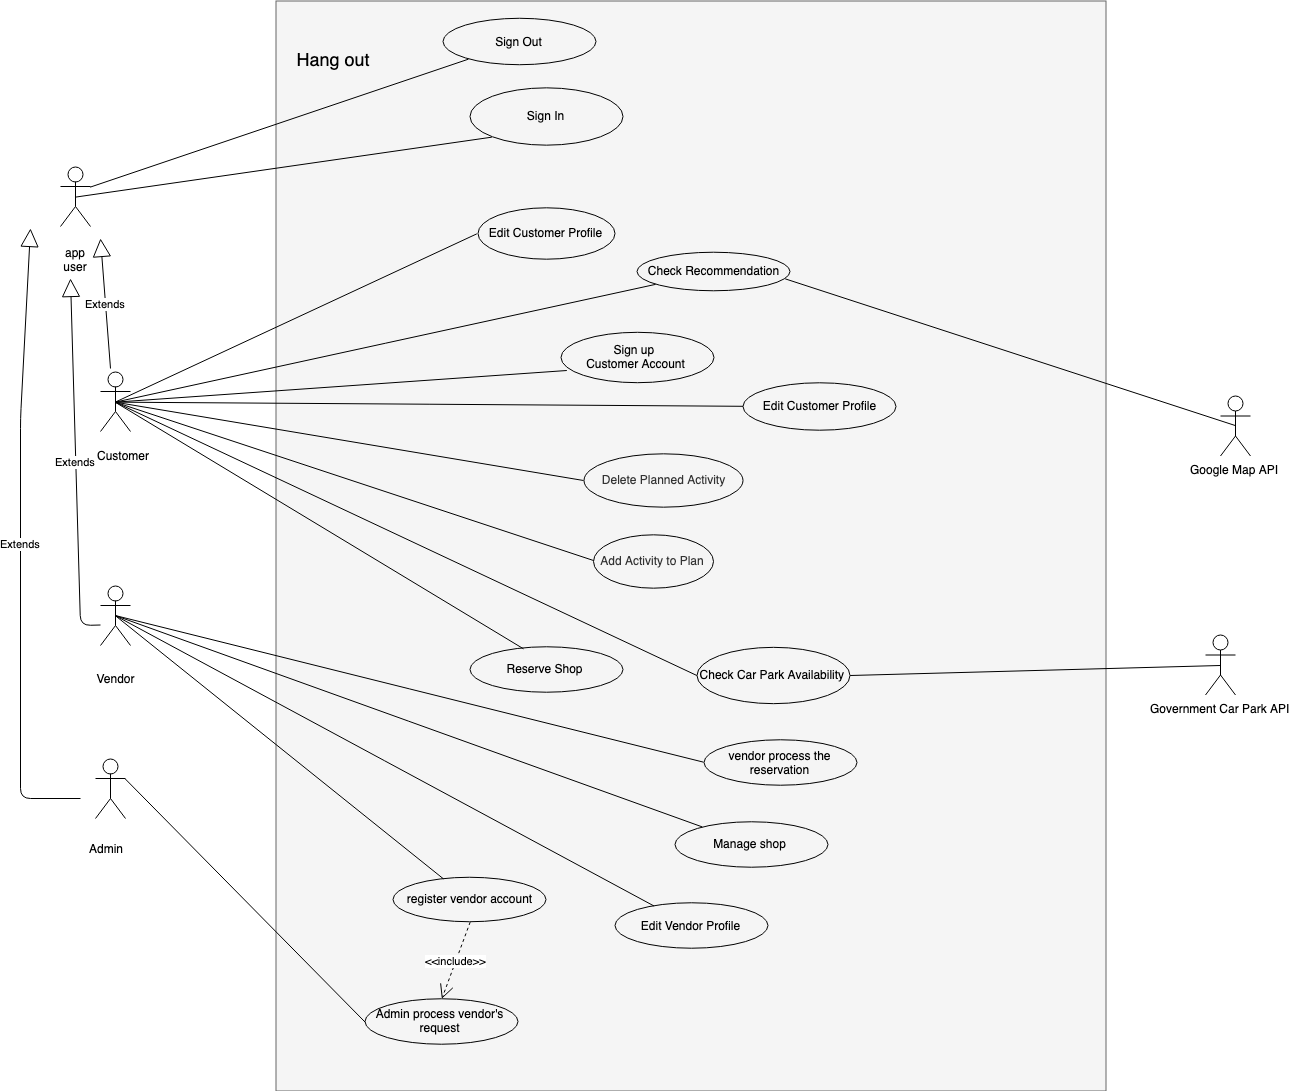 Sign Out
Hang out
Sign In
Edit Customer Profile
app
user
Check Recommendation
Extends
Sign up
Customer Account
Edit Customer Profile
Customer
Extends
Google Map API
Delete Planned Activity
Extends
Add Activity to Plan
Reserve Shop
Check Car Park Availability
Vendor
Government Car Park API
vendor process the
reservation
Manage shop
Admin
register vendor account
Edit Vendor Profile
<<include>>
Admin process vendor's
request